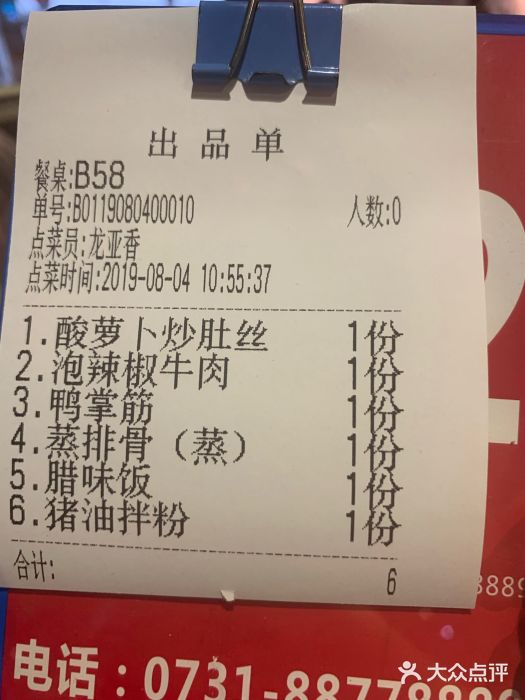 出品单
餐桌:B58
单号:B0119080400010 人数:0
点菜员:龙亚香
点菜时间:2019-08-04 10:55:37
1.酸萝卜炒肚丝 1份
2.泡辣椒牛肉 1份
3.鸭掌筋 1份
4.蒸排骨（蒸） 1份
5.腊味饭 1份
6.猪油拌粉 1份
合计: 6
8889
电话：0731-88778
大众点评